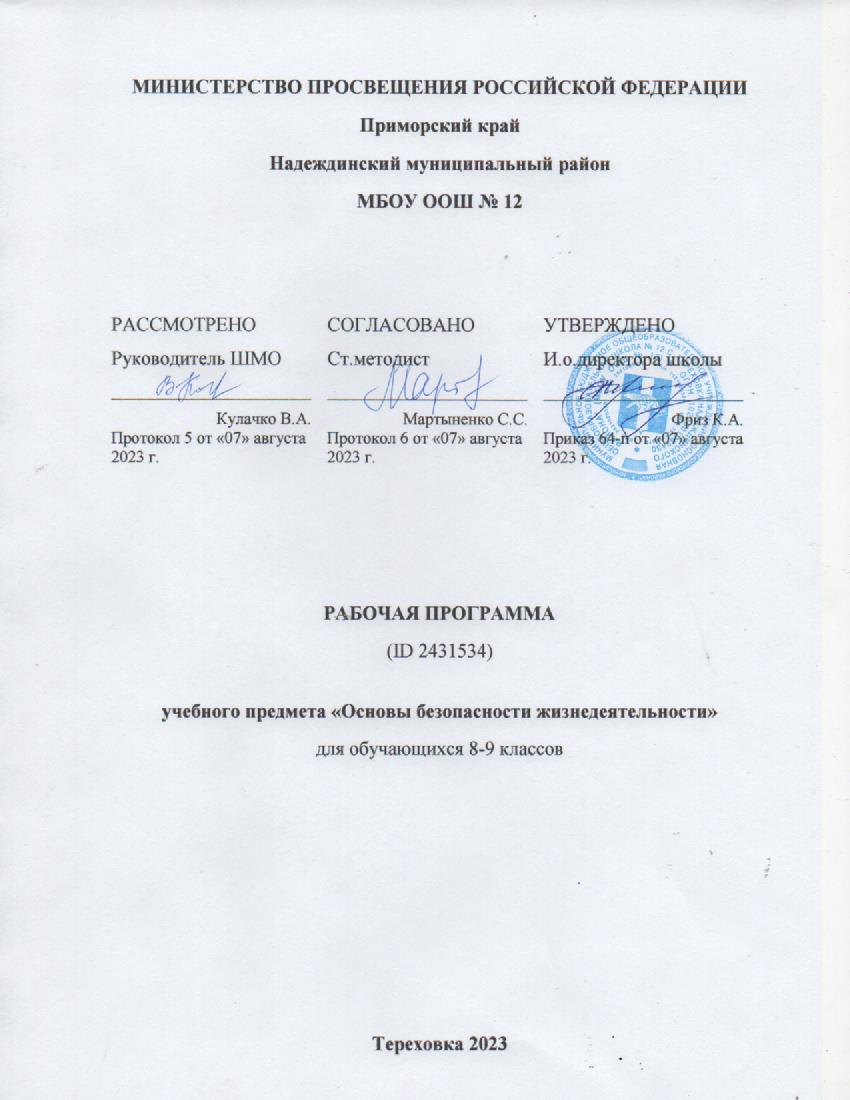 МИНИСТЕРСТВО ПРОСВЕЩЕНИЯ РОССИЙСКОЙ ФЕДЕРАЦИИ
Приморский край
Надеждинский муниципальный район
МБОУ ООШ № 12
РАССМОТРЕНО
Руководитель ШМО
Кулачко В.А.
Протокол 5 от «07» августа
2023 г.
СОГЛАСОВАНО
Ст.методист
Мартыненко С.С.
Протокол 6 от «07» августа
2023 г.
УТВЕРЖДЕНО
И.о.директора школы
Фриз К.А.
Приказ 64-п от «07» августа
2023 г.
РАБОЧАЯ ПРОГРАММА
(ID 2431534)
учебного предмета «Основы безопасности жизнедеятельности»
для обучающихся 8-9 классов
Тереховка 2023